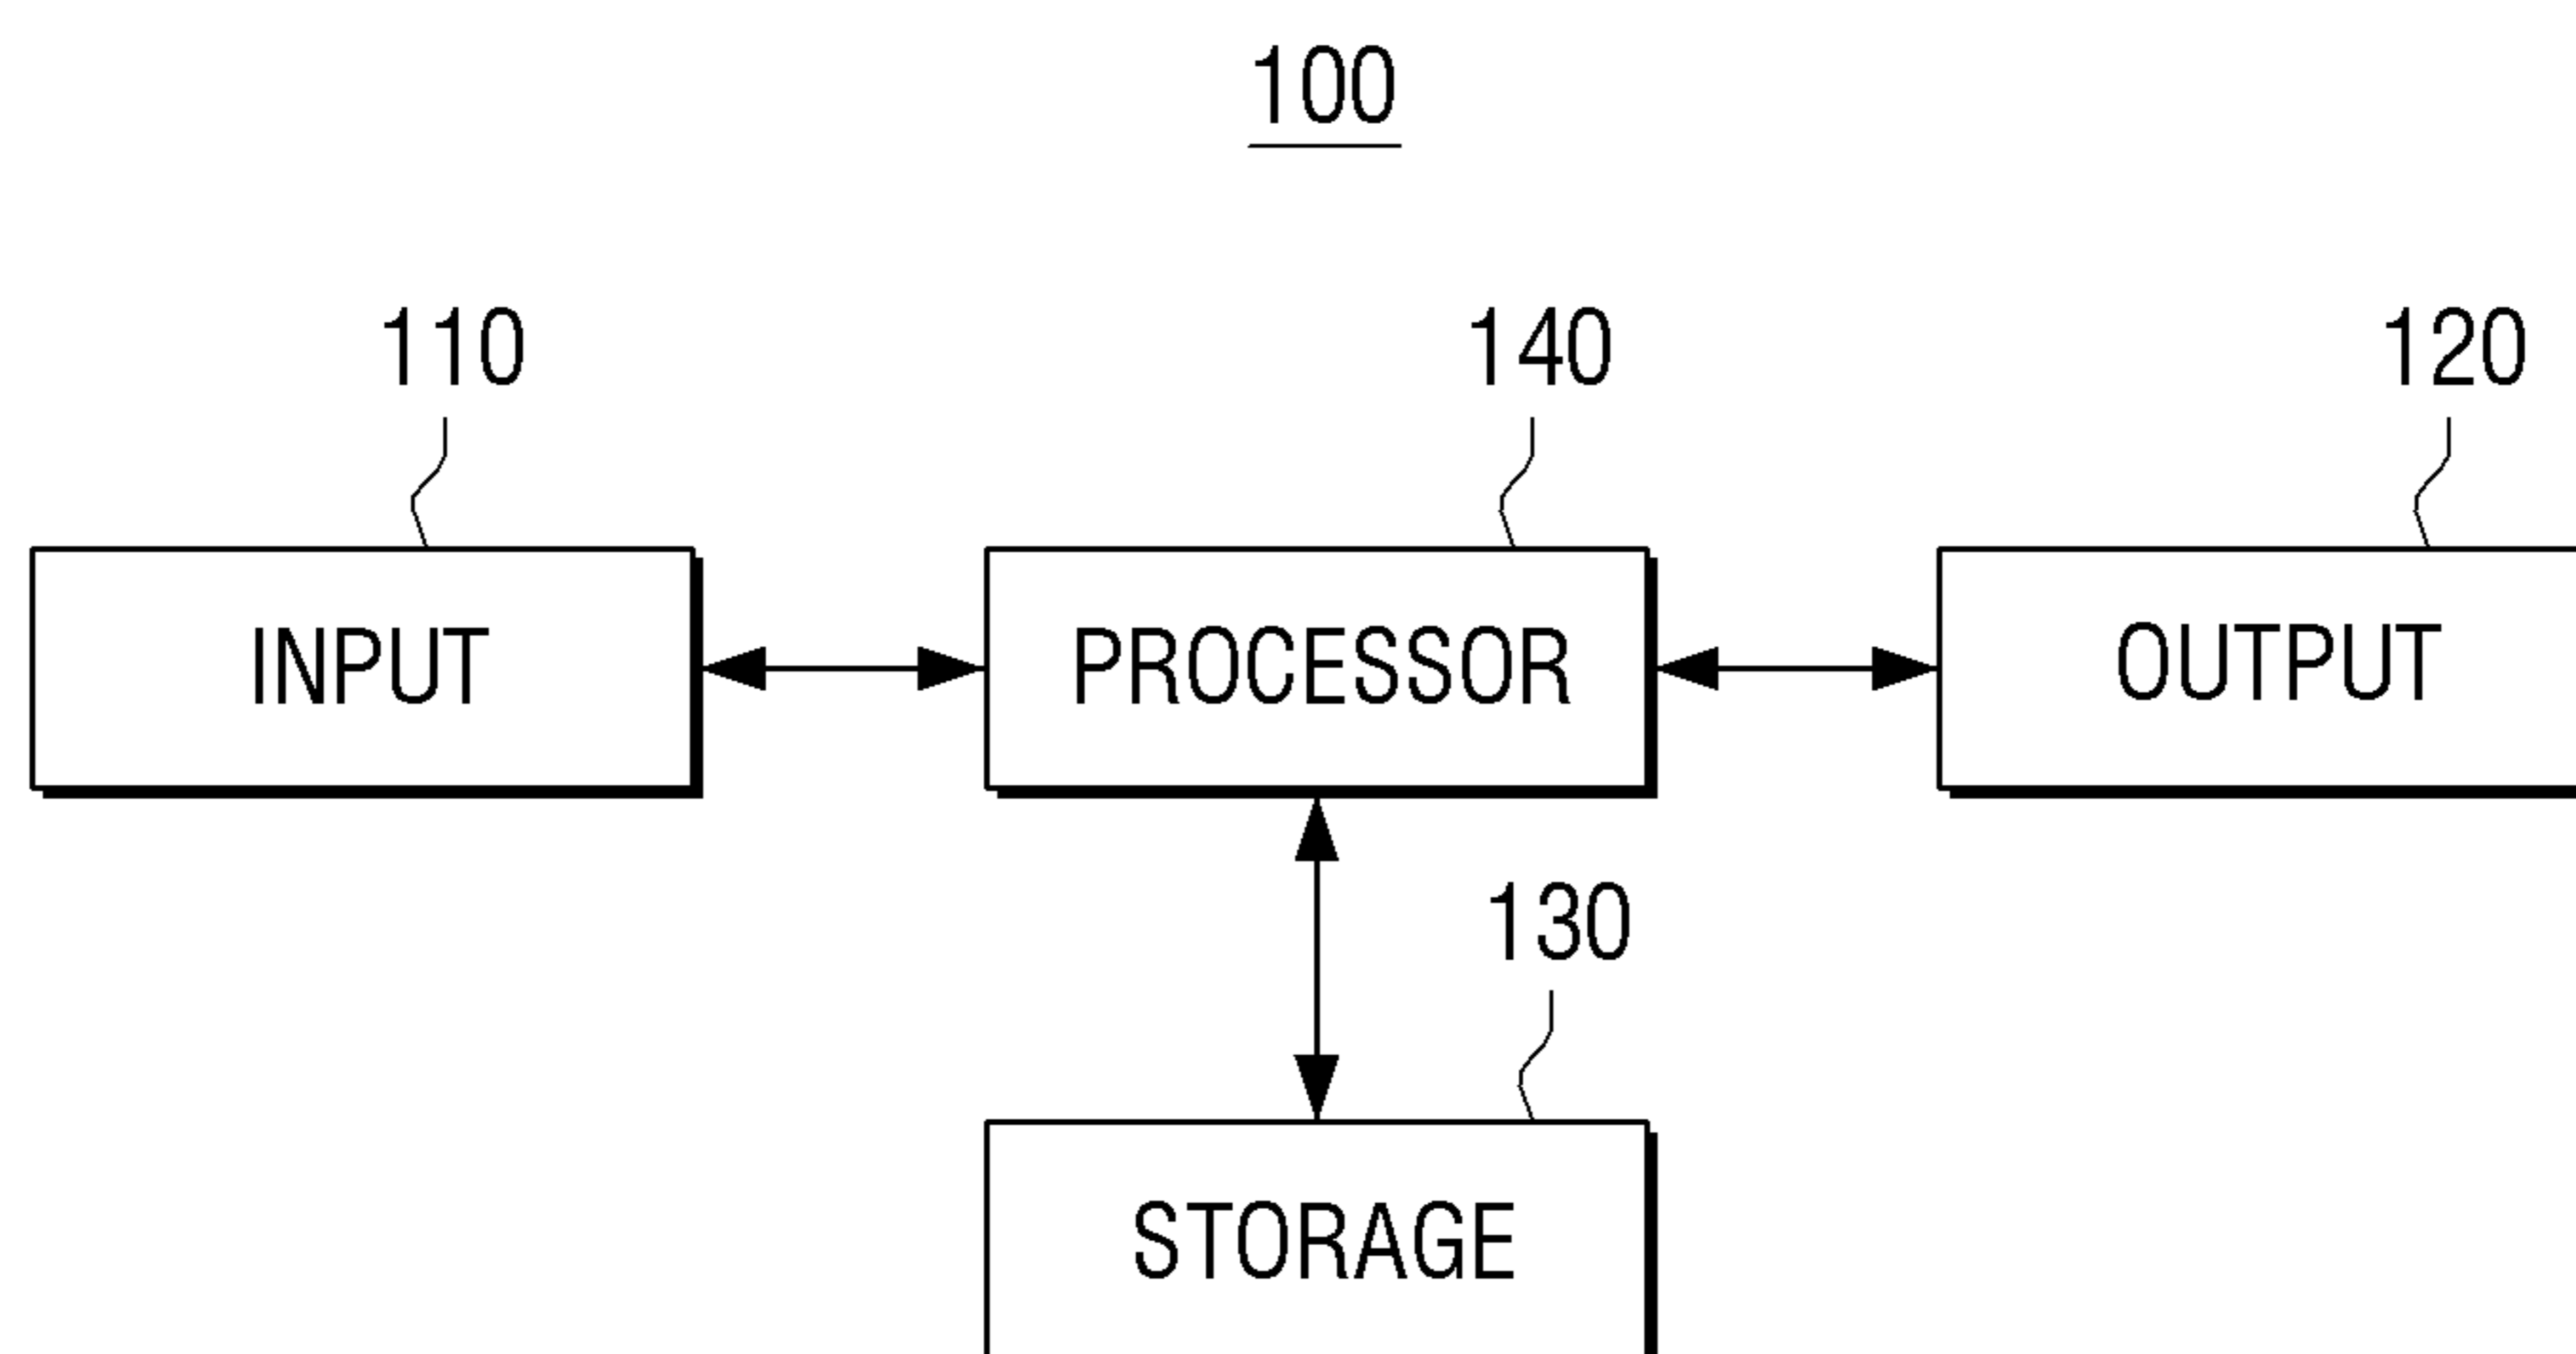 100
110
140
120
INPUT
PROCESSOR
OUTPUT
130
STORAGE